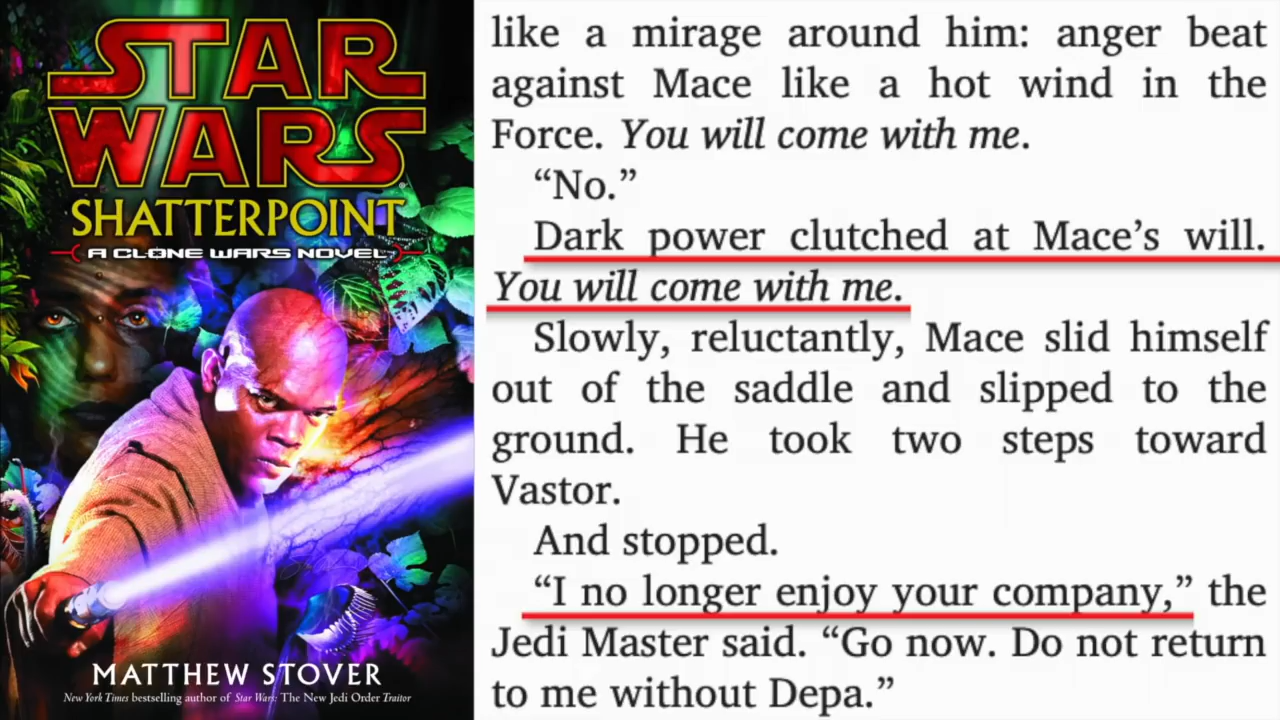 STAR
WARS
SHATTERPOINT
A CLONE WARS NOVEL
MATTHEW STOVER
New York Times bestselling author of Star Wars: The New Jedi Order Traitor
like a mirage around him: anger beat
against Mace like a hot wind in the
Force. You will come with me.
“No.”
Dark power clutched at Mace’s will.
You will come with me.
Slowly, reluctantly, Mace slid himself
out of the saddle and slipped to the
ground. He took two steps toward
Vastor.
And stopped.
“I no longer enjoy your company,” the
Jedi Master said. “Go now. Do not return
to me without Depa.”